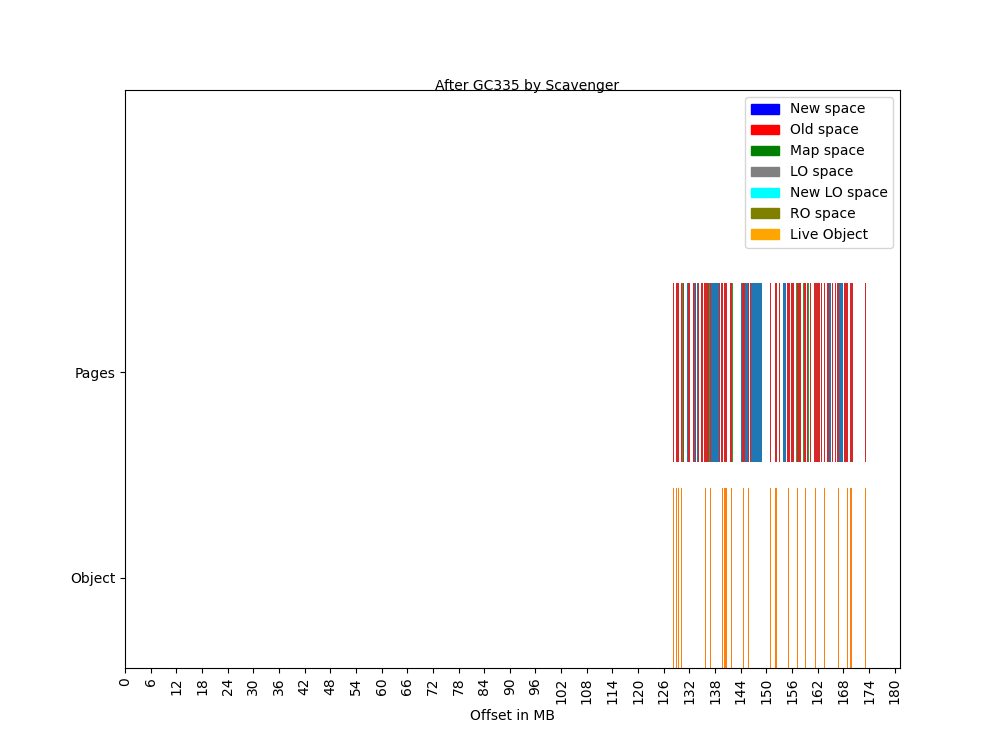 After GC335 by Scavenger
New space
Old space
Map space
LO space
New LO space
RO space
Live Object
Pages
Object
0 6 12 18 24 30 36 42 48 54 60 66 72 78 84 90 96 102 108 114 120 126 132 138 144 150 156 162 168 174 180
Offset in MB